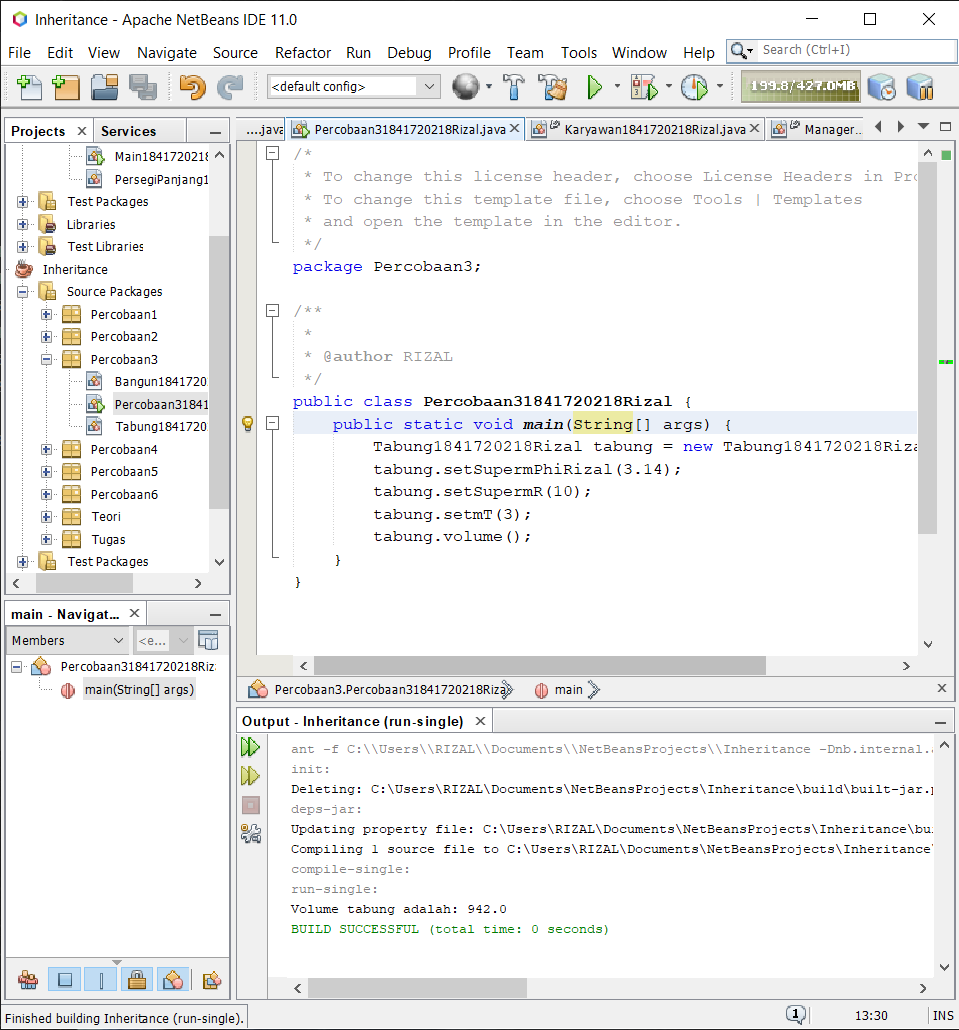 Inheritance - Apache NetBeans IDE 11.0
File Edit View Navigate Source Refactor Run Debug Profile Team Tools Window Help
Search (Ctrl+I)
<default config>
199.8/427.0MB
Projects
Services
Main184172021
PersegiPanjang1
Test Packages
Libraries
Test Libraries
Inheritance
Source Packages
Percobaan1
Percobaan2
Percobaan3
Bangun1841720
Percobaan31841
Tabung1841720
Percobaan4
Percobaan5
Percobaan6
Teori
Tugas
Test Packages
...java
Percobaan31841720218Rizal.java
Karyawan1841720218Rizal.java
Manager...
/*
* To change this license header, choose License Headers in Pro
* To change this template file, choose Tools | Templates
* and open the template in the editor.
*/
package Percobaan3;
/**
*
* @author RIZAL
*/
public class Percobaan31841720218Rizal {
public static void main(String[] args) {
Tabung1841720218Rizal tabung = new Tabung1841720218Riza
tabung.setSupermPhiRizal(3.14);
tabung.setSupermR(10);
tabung.setmT(3);
tabung.volume();
}
}
main - Navigat...
Members
<e...
Percobaan31841720218Riz
main(String[] args)
Percobaan3.Percobaan31841720218Riza
main
Output - Inheritance (run-single)
ant -f C:\\Users\\RIZAL\\Documents\\NetBeansProjects\\Inheritance -Dnb.internal.
init:
Deleting: C:\Users\RIZAL\Documents\NetBeansProjects\Inheritance\build\built-jar.p
deps-jar:
Updating property file: C:\Users\RIZAL\Documents\NetBeansProjects\Inheritance\bu
Compiling 1 source file to C:\Users\RIZAL\Documents\NetBeansProjects\Inheritance\
compile-single:
run-single:
Volume tabung adalah: 942.0
BUILD SUCCESSFUL (total time: 0 seconds)
Finished building Inheritance (run-single).
1
13:30
INS